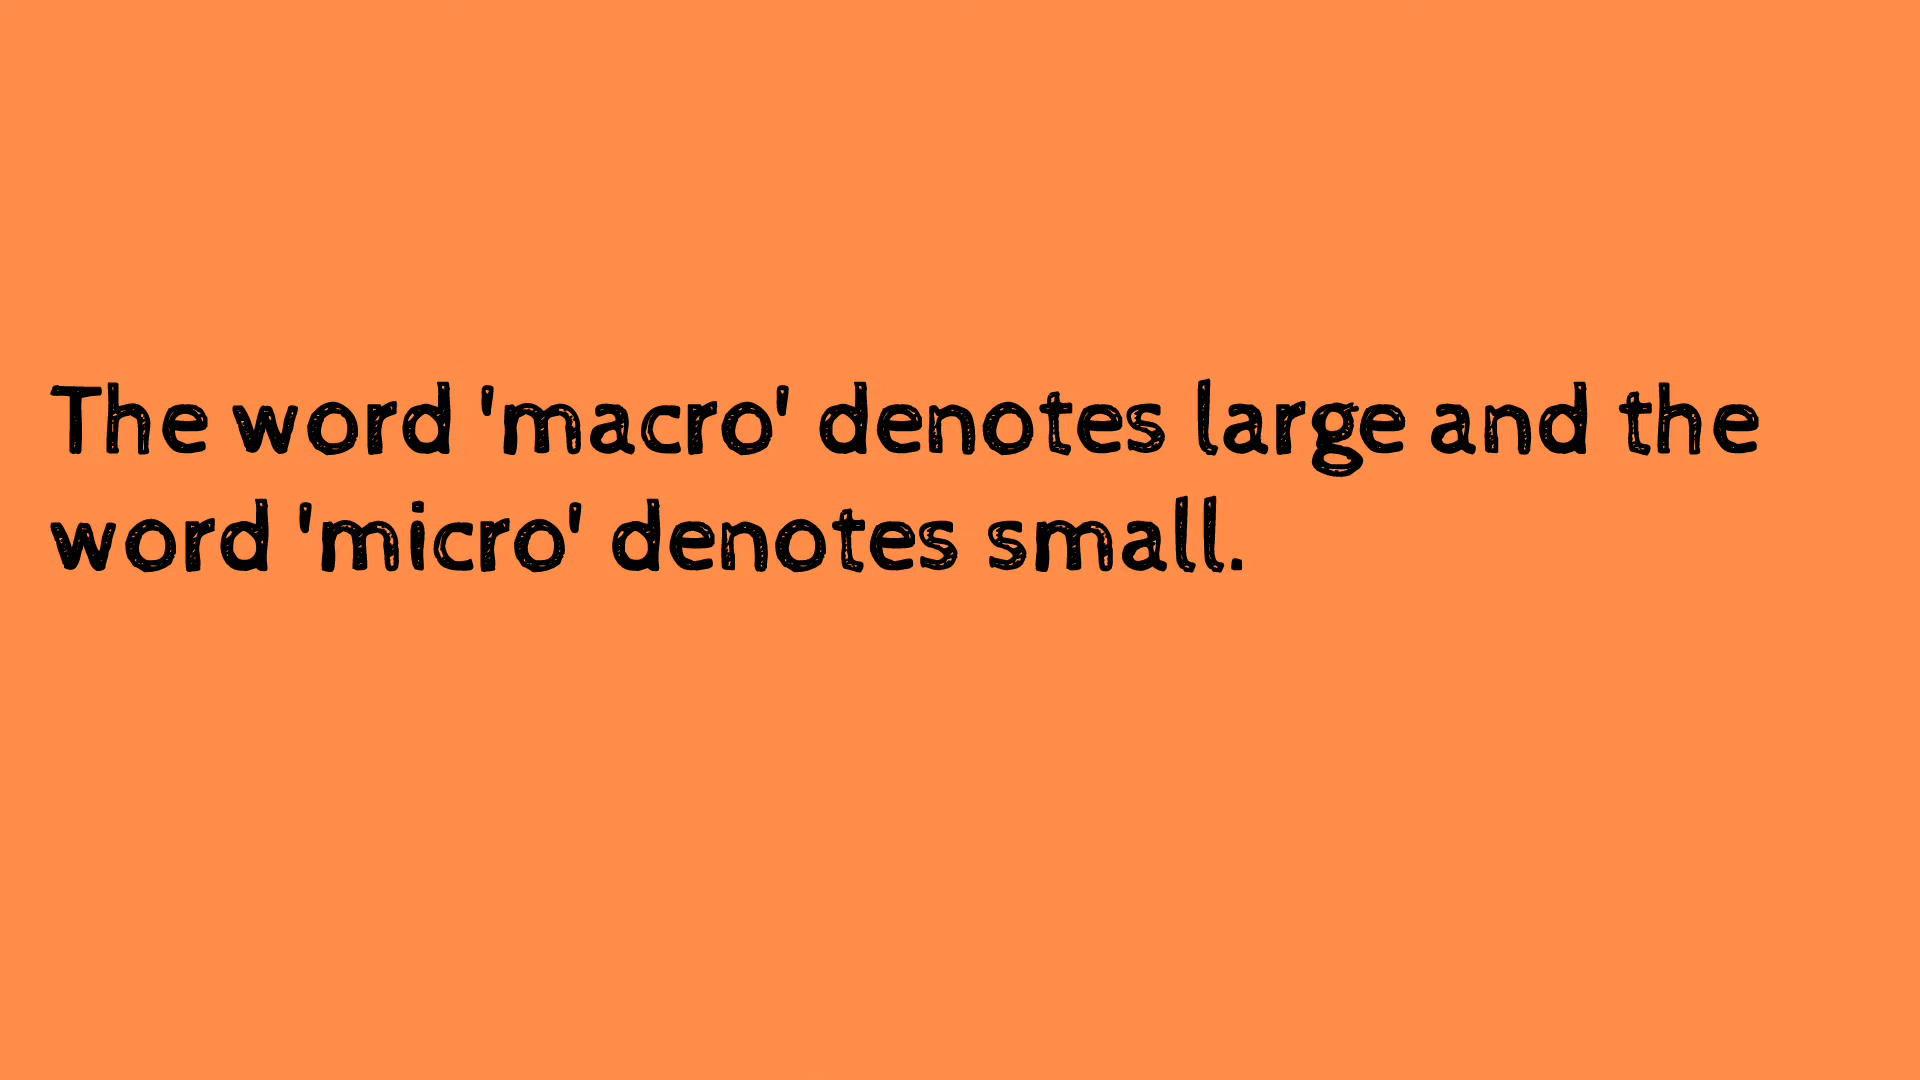 The word 'macro' denotes large and the
word 'micro' denotes small.